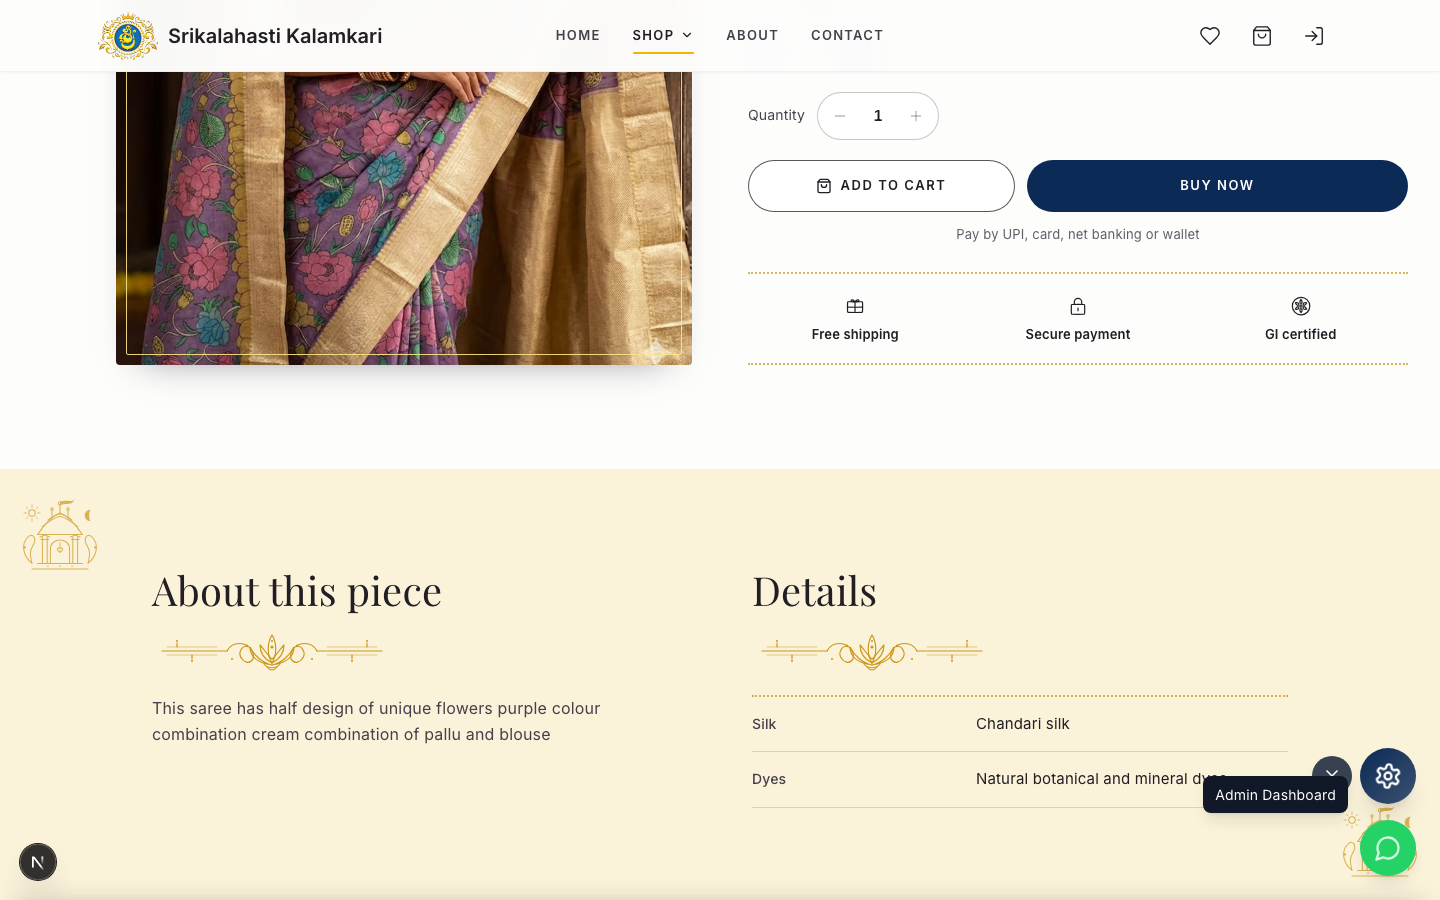 Srikalahasti Kalamkari
HOME
SHOP
ABOUT
CONTACT
Quantity
1
ADD TO CART
BUY NOW
Pay by UPI, card, net banking or wallet
Free shipping
Secure payment
GI certified
About this piece
This saree has half design of unique flowers purple colour
combination cream combination of pallu and blouse
Details
Silk
Chandari silk
Dyes
Natural botanical and mineral
Admin Dashboard
N